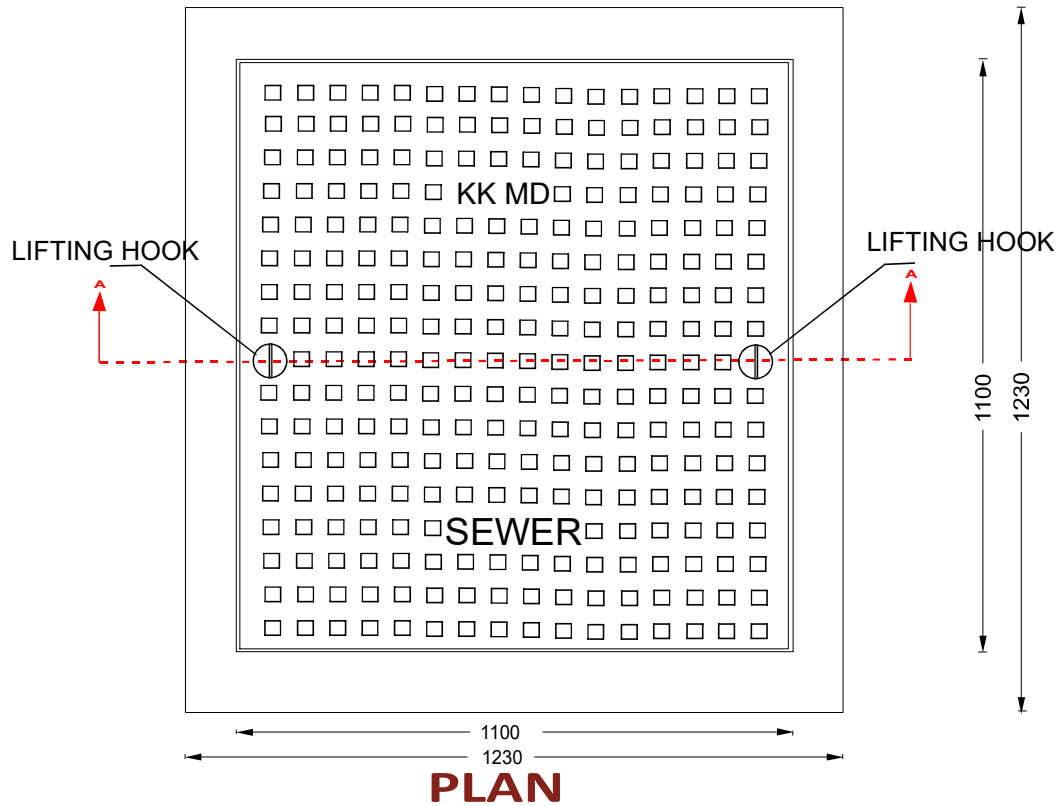 KK MD
LIFTING HOOK
LIFTING HOOK
A
A
1100
1230
SEWER
1100
1230
PLAN